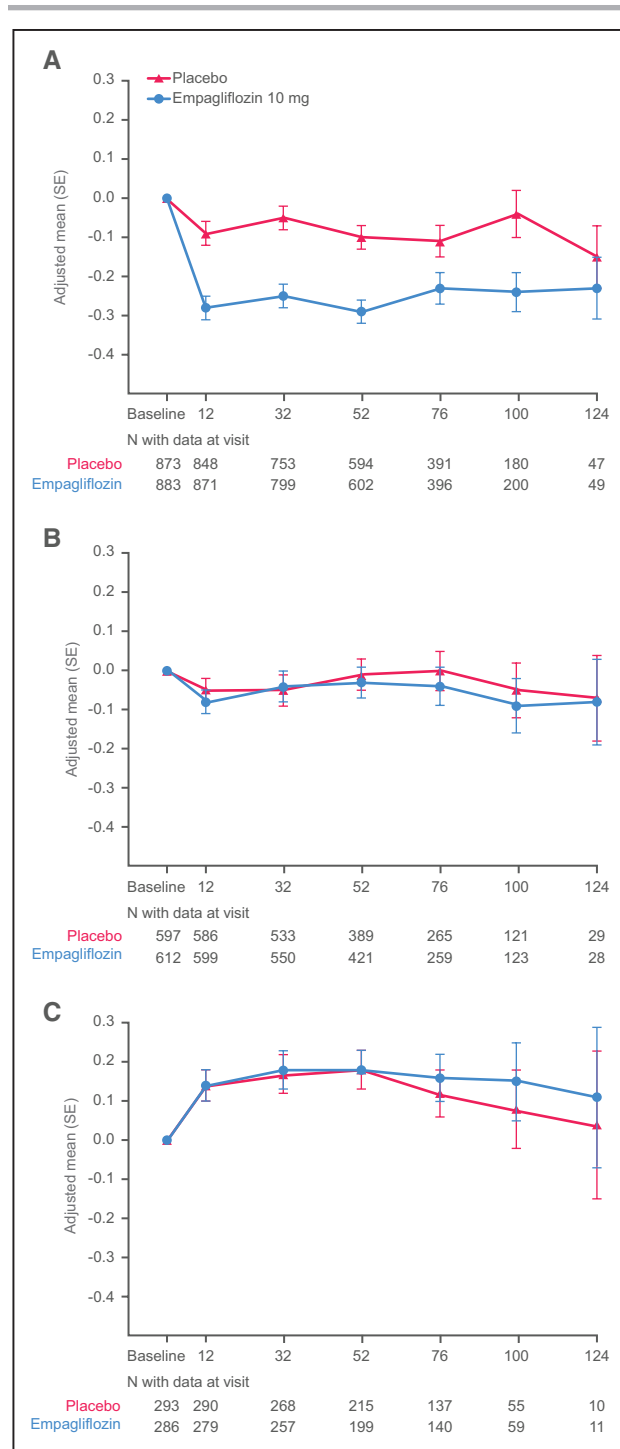 A
Placebo
Empagliflozin 10 mg
Adjusted mean (SE)
0.3
0.2
0.1
0.0
-0.1
-0.2
-0.3
-0.4
Baseline 12 32 52 76 100 124
N with data at visit
Placebo 873 848 753 594 391 180 47
Empagliflozin 883 871 799 602 396 200 49
B
Adjusted mean (SE)
0.3
0.2
0.1
0.0
-0.1
-0.2
-0.3
-0.4
Baseline 12 32 52 76 100 124
N with data at visit
Placebo 597 586 533 389 265 121 29
Empagliflozin 612 599 550 421 259 123 28
C
Adjusted mean (SE)
0.3
0.2
0.1
0.0
-0.1
-0.2
-0.3
-0.4
Baseline 12 32 52 76 100 124
N with data at visit
Placebo 293 290 268 215 137 55 10
Empagliflozin 286 279 257 199 140 59 11